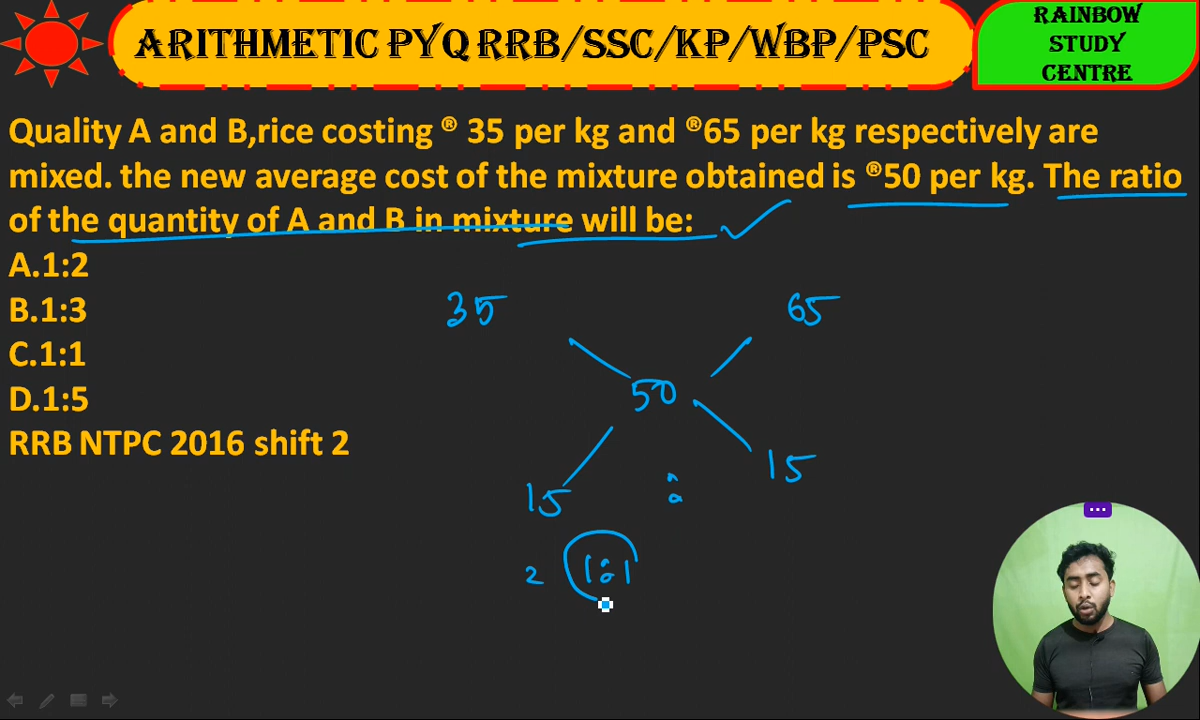 ARITHMETIC PYQ RRB/SSC/KP/WBP/PSC
RAINBOW
STUDY
CENTRE
Quality A and B,rice costing ® 35 per kg and ®65 per kg respectively are
mixed. the new average cost of the mixture obtained is ®50 per kg. The ratio
of the quantity of A and B in mixture will be:
A.1:2
B.1:3
C.1:1
D.1:5
RRB NTPC 2016 shift 2
35 65
50
15 : 15
2 1:1